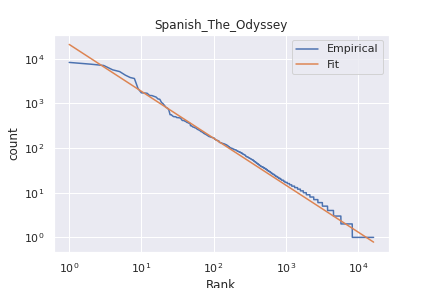 Spanish_The_Odyssey
Empirical
Fit
count
10⁴
10³
10²
10¹
10⁰
10⁰ 10¹ 10² 10³ 10⁴
Rank